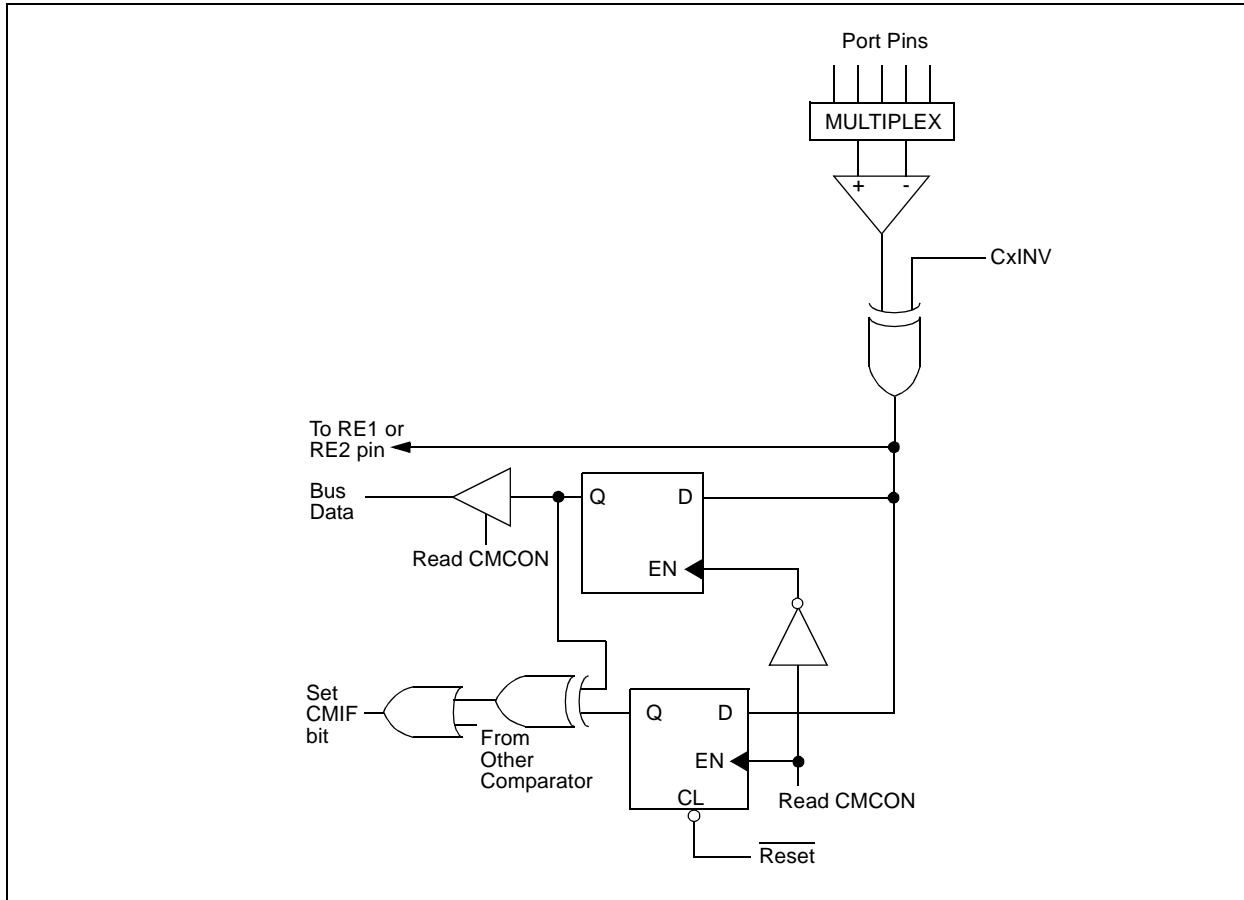 Port Pins
MULTIPLEX
+ -
CxINV
To RE1 or
RE2 pin
Bus
Data
Q D
Read CMCON
EN
Set
CMIF
bit
Q D
From
Other
Comparator
EN
CL
Read CMCON
Reset